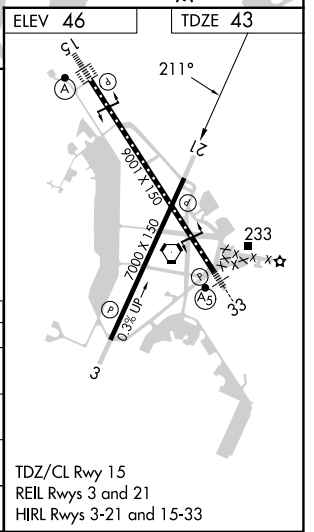 ELEV 46
TDZE 43
15
A
P
211°
21
9001 X 150
P
7000 X 150
233
P
P
A5
0.3% UP
33
3
TDZ/CL Rwy 15
REIL Rwys 3 and 21
HIRL Rwys 3-21 and 15-33